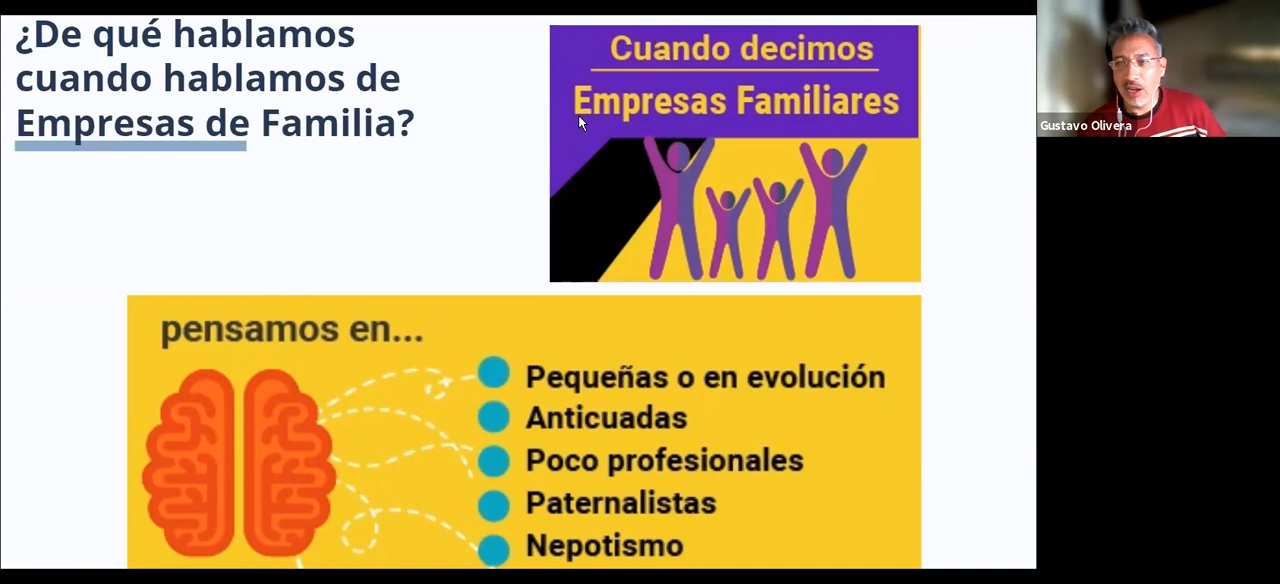 ¿De qué hablamos
cuando hablamos de
Empresas de Familia?
Cuando decimos
Empresas Familiares
Gustavo Olivera
pensamos en...
Pequeñas o en evolución
Anticuadas
Poco profesionales
Paternalistas
Nepotismo